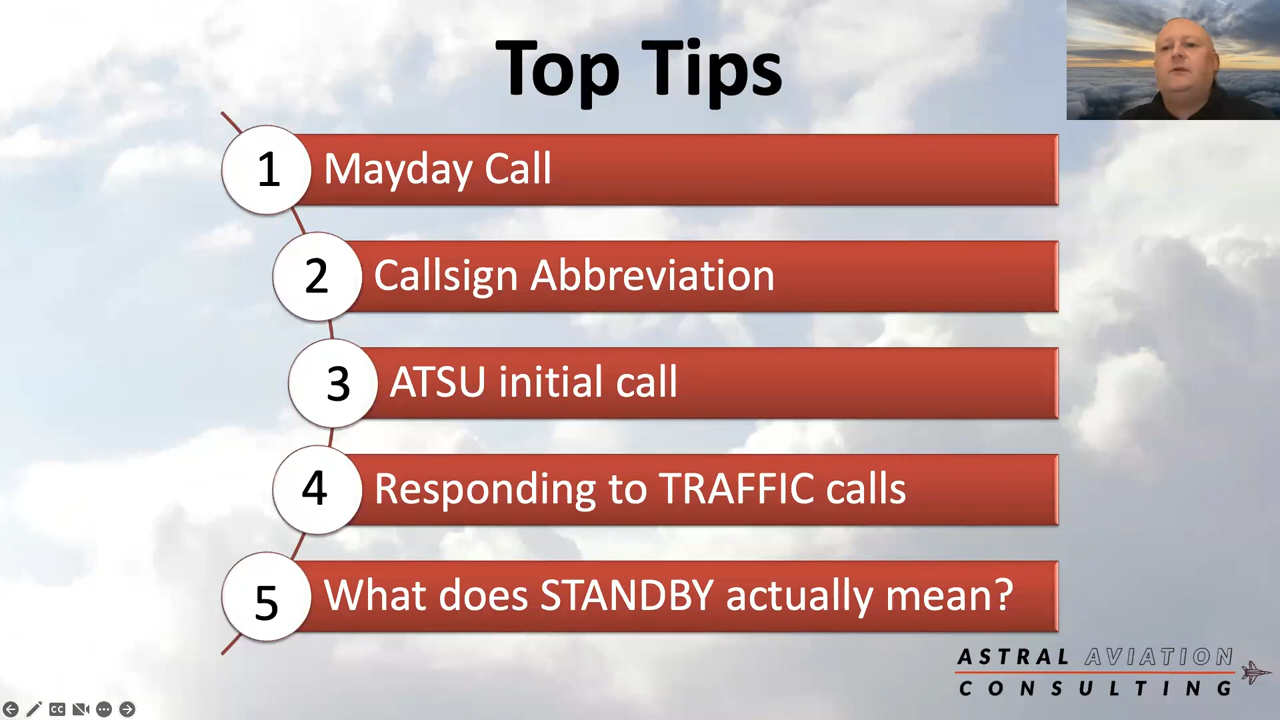 Top Tips
1 Mayday Call
2 Callsign Abbreviation
3 ATSU initial call
4 Responding to TRAFFIC calls
5 What does STANDBY actually mean?
ASTRAL AVIATION
CONSULTING
CC